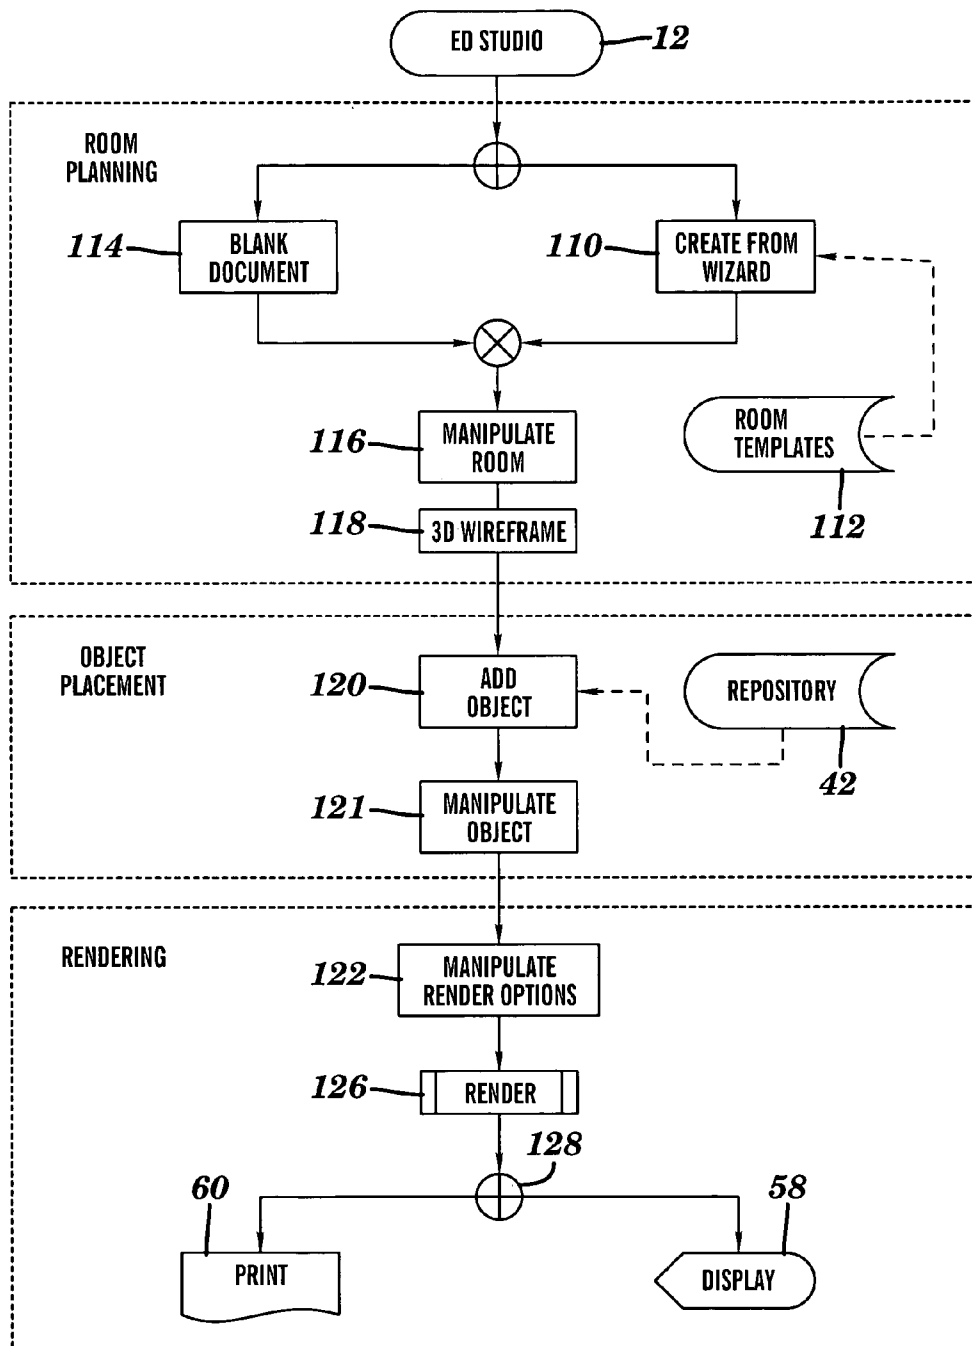 ED STUDIO
12
ROOM
PLANNING
114
BLANK
DOCUMENT
110
CREATE FROM
WIZARD
116
MANIPULATE
ROOM
ROOM
TEMPLATES
112
118
3D WIREFRAME
OBJECT
PLACEMENT
120
ADD
OBJECT
REPOSITORY
42
121
MANIPULATE
OBJECT
RENDERING
122
MANIPULATE
RENDER OPTIONS
126
RENDER
128
60
PRINT
58
DISPLAY